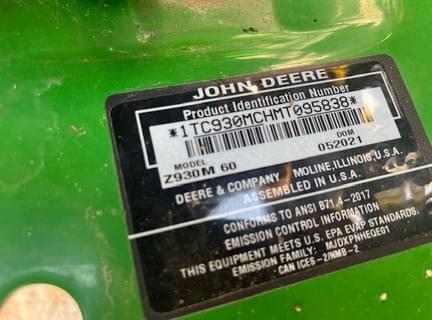 JOHN DEERE
Product Identification Number
*1TC930MCHMT095838*
MODEL DOM
Z930M 60 052021
DEERE & COMPANY MOLINE, ILLINOIS, U.S.A.
ASSEMBLED IN U.S.A.
CONFORMS TO ANSI B71.4-2017
EMISSION CONTROL INFORMATION
THIS EQUIPMENT MEETS U.S. EPA EVAP STANDARDS.
EMISSION FAMILY: MJDXPNHEQE01
CAN ICES-2/NMB-2